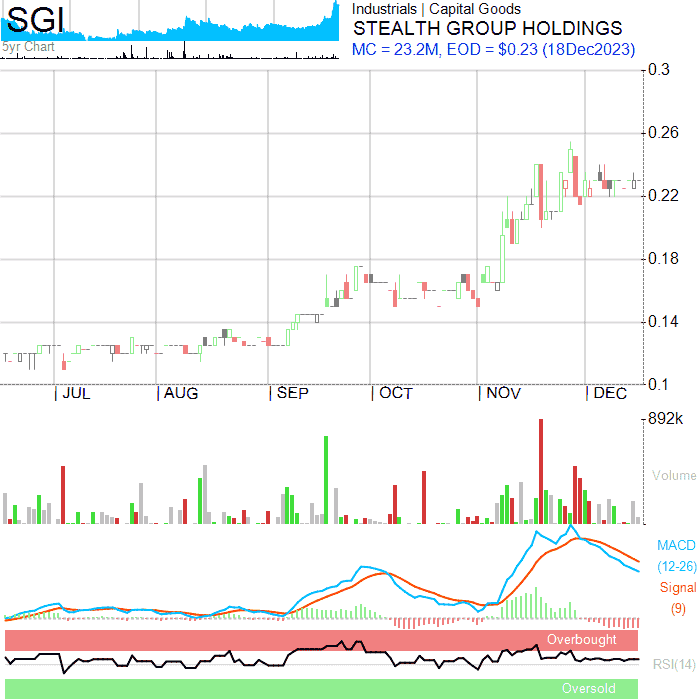 SGI
5yr Chart
Industrials | Capital Goods
STEALTH GROUP HOLDINGS
MC = 23.2M, EOD = $0.23 (18Dec2023)
0.3
0.26
0.22
0.18
0.14
0.1
JUL AUG SEP OCT NOV DEC
892k
Volume
MACD
(12-26)
Signal
(9)
Overbought
RSI(14)
Oversold